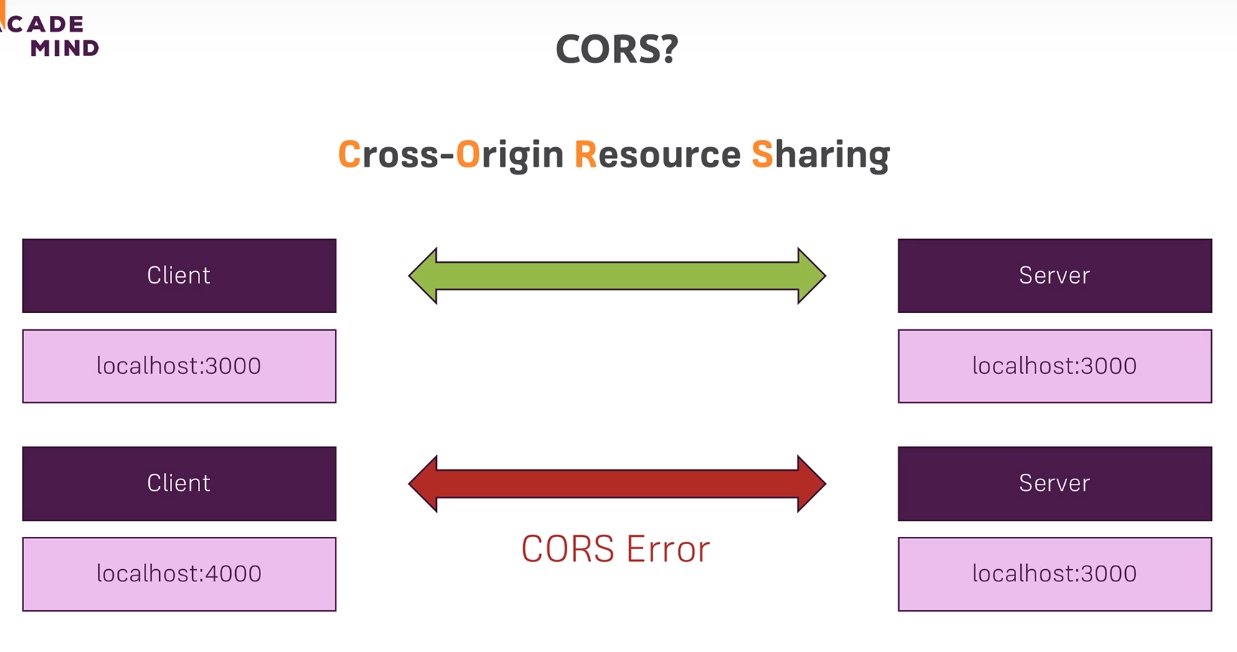 CADE
MIND
CORS?
Cross-Origin Resource Sharing
Client
Server
localhost:3000
localhost:3000
Client
Server
CORS Error
localhost:4000
localhost:3000